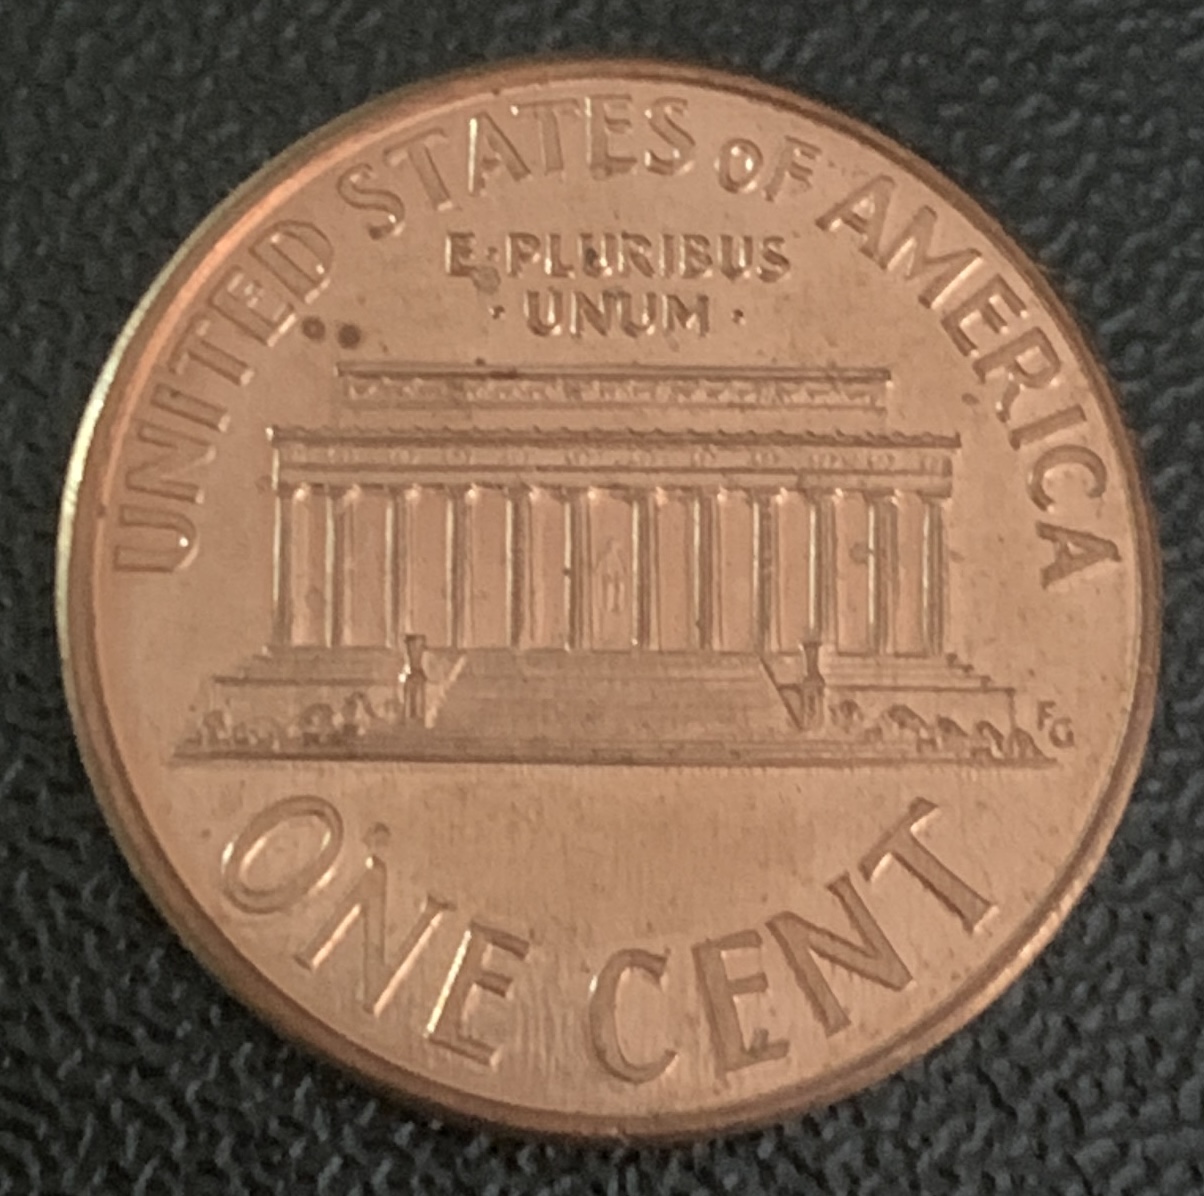 UNITED STATES OF AMERICA
E·PLURIBUS
· UNUM ·
FG
ONE CENT